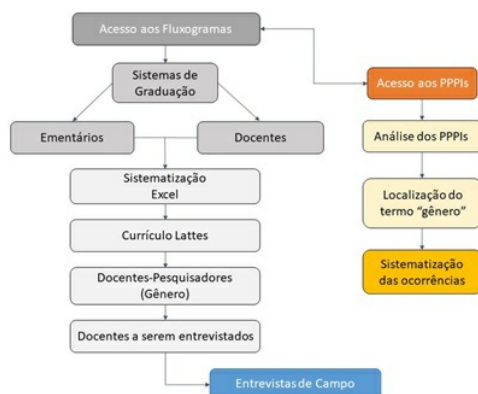 Acesso aos Fluxogramas
Sistemas de
Graduação
Ementários
Docentes
Sistematização
Excel
Currículo Lattes
Docentes-Pesquisadores
(Gênero)
Docentes a serem entrevistados
Entrevistas de Campo
Acesso aos PPPIs
Análise dos PPPIs
Localização do
termo “gênero”
Sistematização
das ocorrências